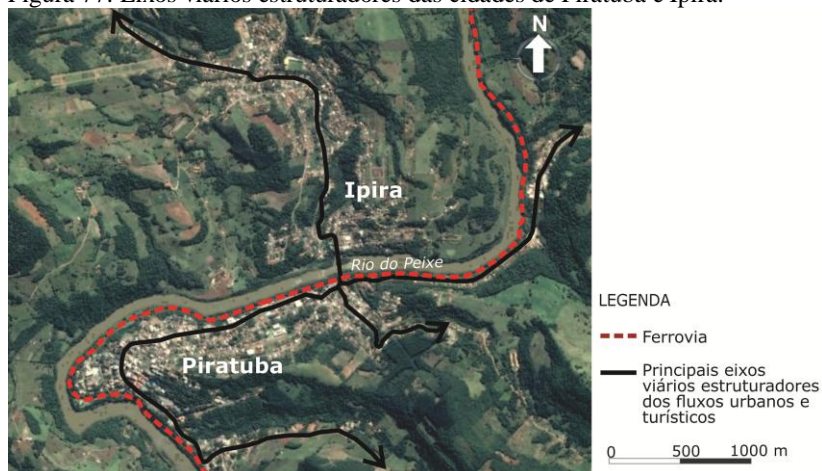 Figura 77: Eixos viários estruturadores das cidades de Piratuba e Ipira.
N
Ipira
Rio do Peixe
Piratuba
LEGENDA
Ferrovia
Principais eixos
viários estruturadores
dos fluxos urbanos e
turísticos
0 500 1000 m